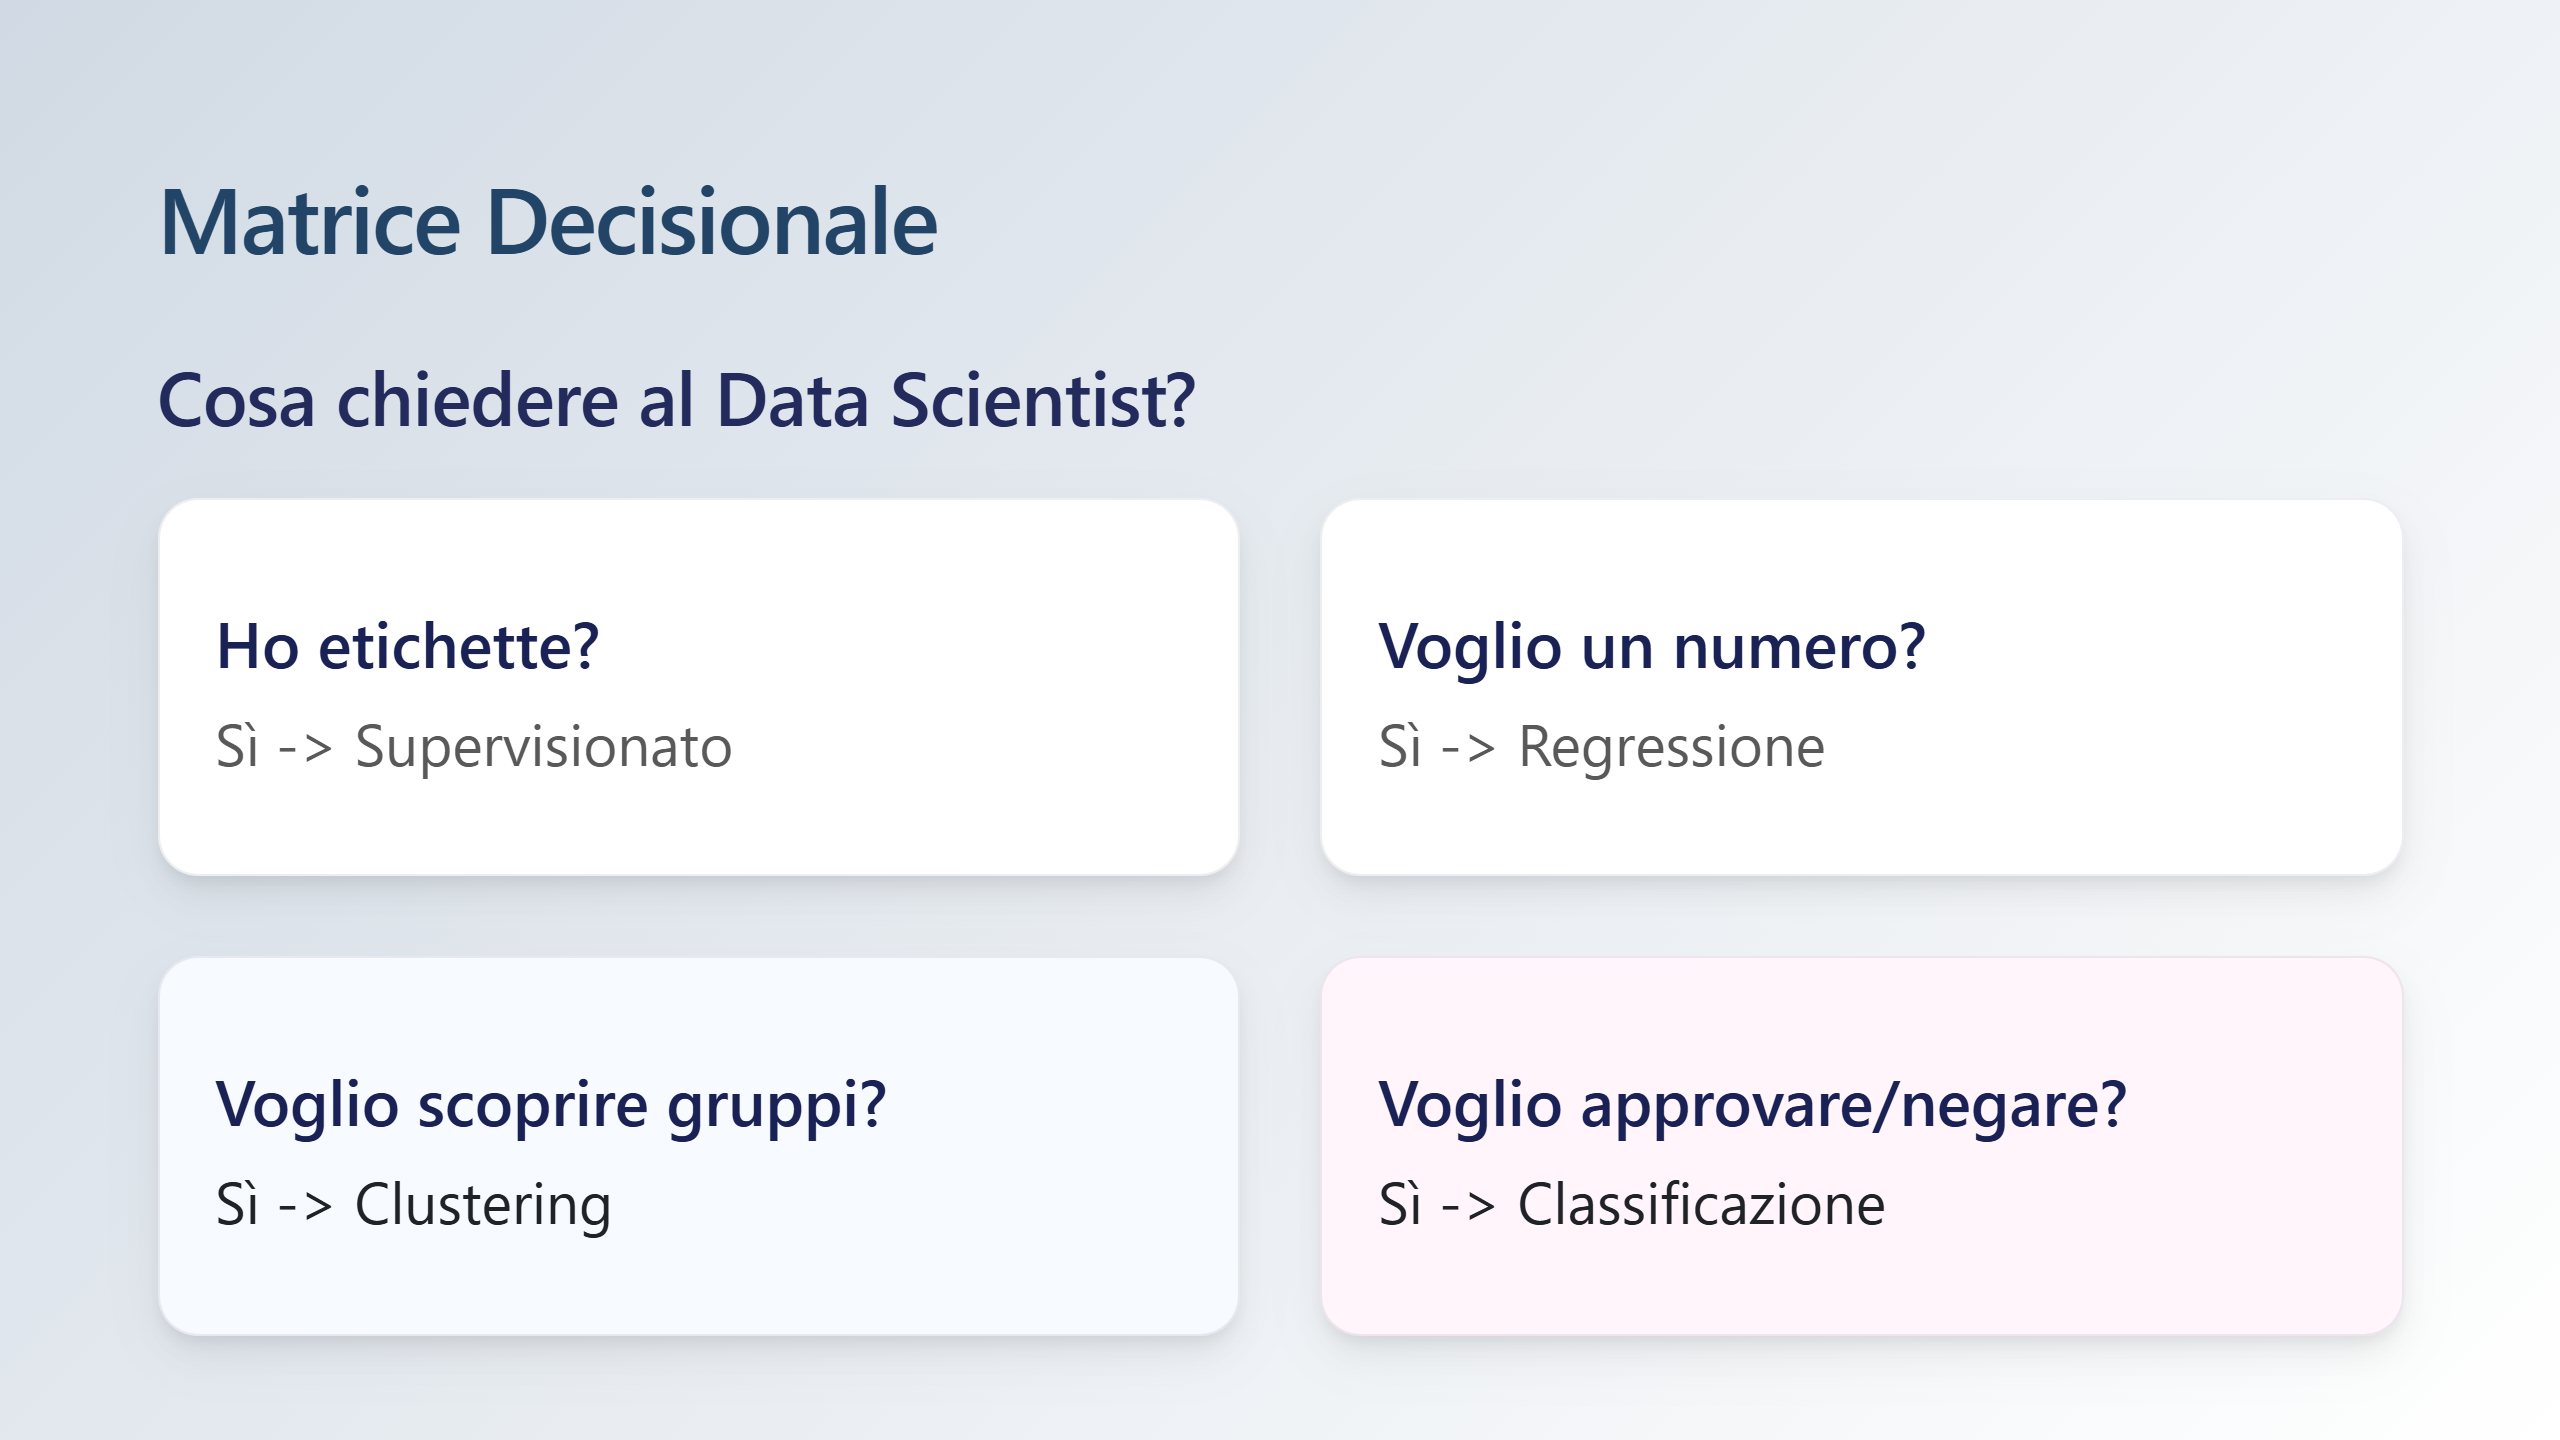 Matrice Decisionale
Cosa chiedere al Data Scientist?
Ho etichette?
Sì -> Supervisionato
Voglio un numero?
Sì -> Regressione
Voglio scoprire gruppi?
Sì -> Clustering
Voglio approvare/negare?
Sì -> Classificazione